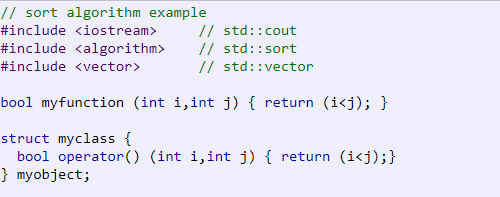 // sort algorithm example
#include <iostream>     // std::cout
#include <algorithm>    // std::sort
#include <vector>       // std::vector

bool myfunction (int i,int j) { return (i<j); }

struct myclass {
  bool operator() (int i,int j) { return (i<j);}
} myobject;